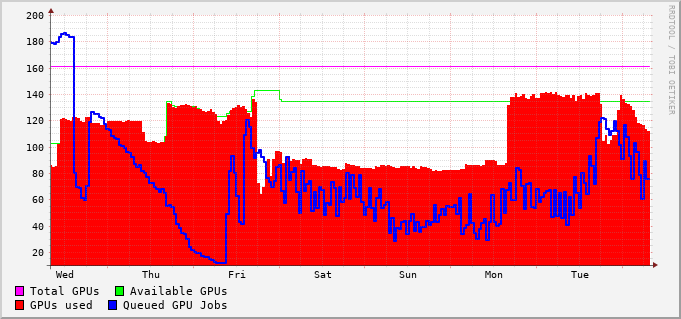 RRDTOOL / TOBI OETIKER
200
180
160
140
120
100
80
60
40
20
Wed Thu Fri Sat Sun Mon Tue
Total GPUs Available GPUs
GPUs used Queued GPU Jobs